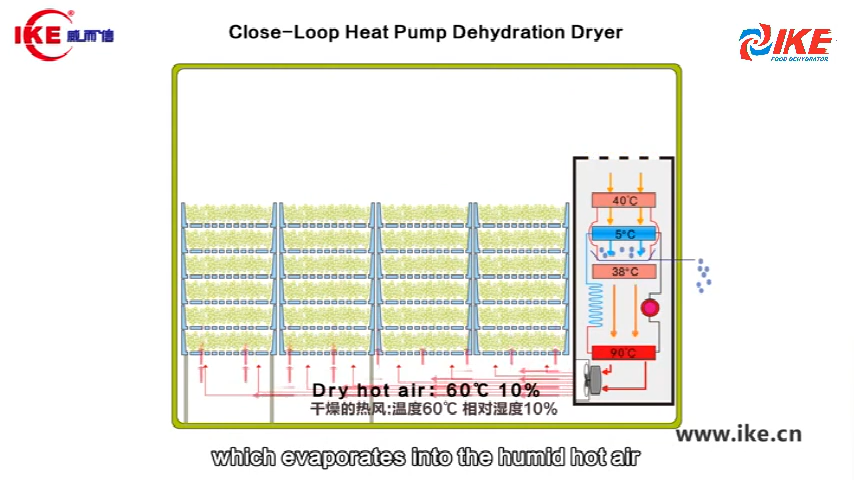 IKE 威而信
®
Close-Loop Heat Pump Dehydration Dryer
IKE
FOOD DEHYDRATOR
40℃
5℃
38℃
90℃
Dry hot air: 60℃ 10%
干燥的热风:温度60℃ 相对湿度10%
www.ike.cn
which evaporates into the humid hot air